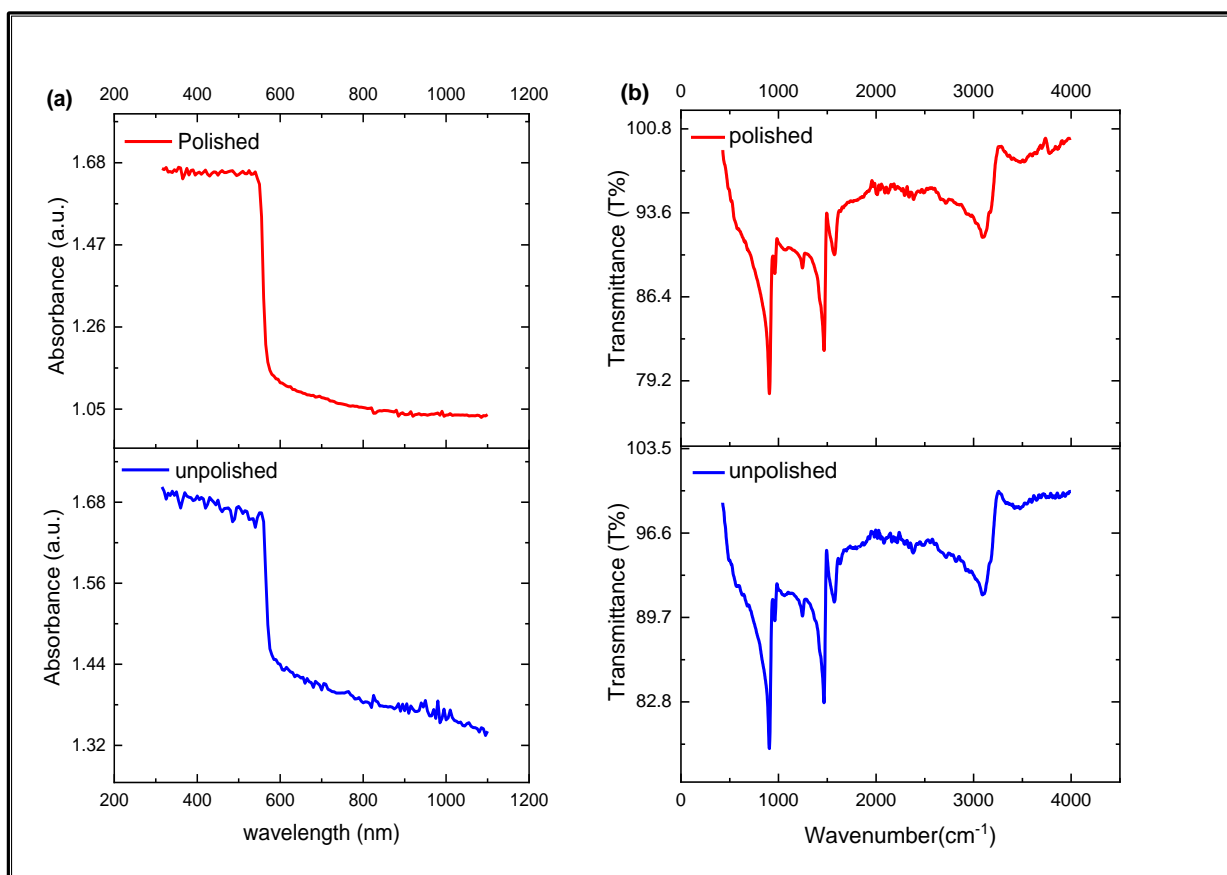 (a)
200 400 600 800 1000 1200
Polished
1.68
1.47
1.26
1.05
Absorbance (a.u.)
unpolished
1.68
1.56
1.44
1.32
Absorbance (a.u.)
200 400 600 800 1000 1200
wavelength (nm)
(b)
0 1000 2000 3000 4000
polished
100.8
93.6
86.4
79.2
Transmittance (T%)
103.5
unpolished
96.6
89.7
82.8
Transmittance (T%)
0 1000 2000 3000 4000
Wavenumber(cm⁻¹)